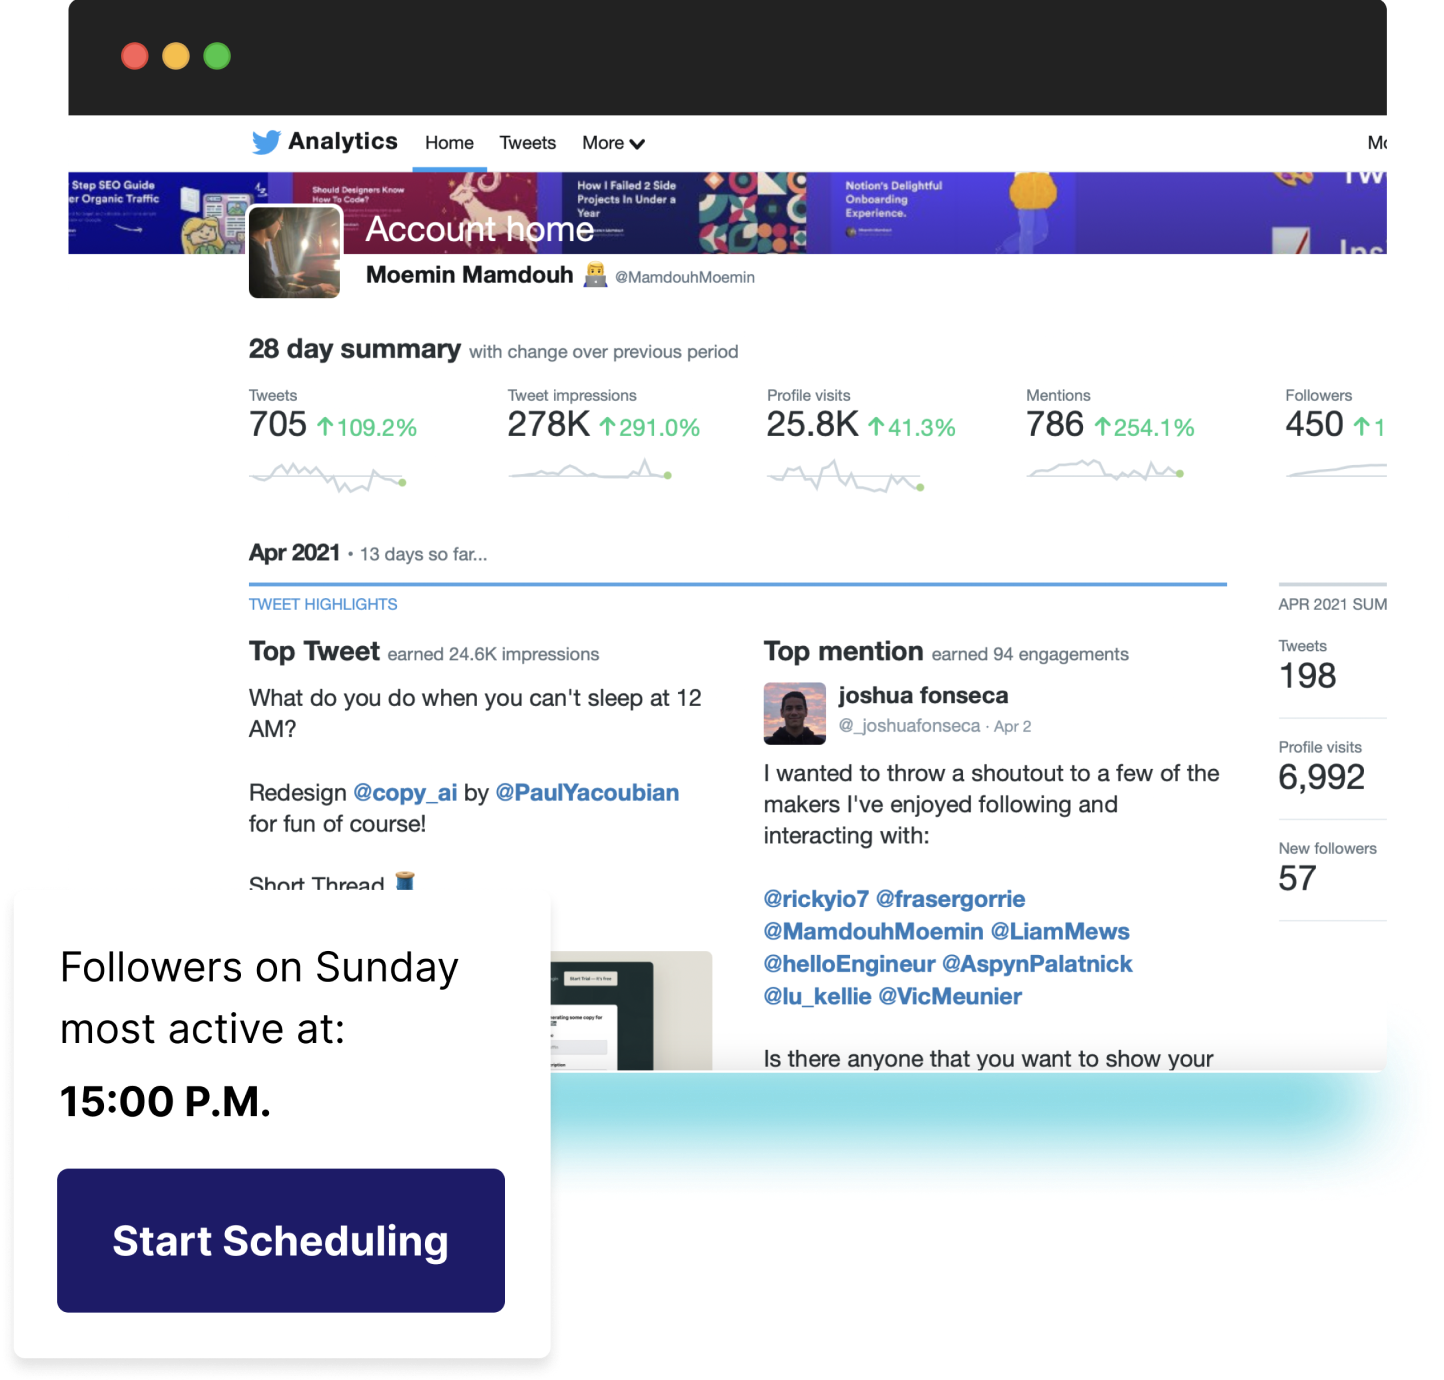 Analytics Home Tweets More
Step SEO Guide
er Organic Traffic
Should Designers Know
How To Code?
How I Failed 2 Side
Projects In Under a
Year
Notion's Delightful
Onboarding
Experience.
Account home
Moemin Mamdouh @MamdouhMoemin
28 day summary with change over previous period
Tweets
705 ↑109.2%
Tweet impressions
278K ↑291.0%
Profile visits
25.8K ↑41.3%
Mentions
786 ↑254.1%
Followers
450 ↑1
Apr 2021 • 13 days so far...
TWEET HIGHLIGHTS
Top Tweet earned 24.6K impressions
What do you do when you can't sleep at 12
AM?
Redesign @copy_ai by @PaulYacoubian
for fun of course!
Short Thread
Top mention earned 94 engagements
joshua fonseca
@_joshuafonseca · Apr 2
I wanted to throw a shoutout to a few of the
makers I've enjoyed following and
interacting with:
@rickyio7 @frasergorrie
@MamdouhMoemin @LiamMews
@helloEngineur @AspynPalatnick
@lu_kellie @VicMeunier
Is there anyone that you want to show your
APR 2021 SUM
Tweets
198
Profile visits
6,992
New followers
57
Start Trial — it's free
erating some copy for
Followers on Sunday
most active at:
15:00 P.M.
Start Scheduling